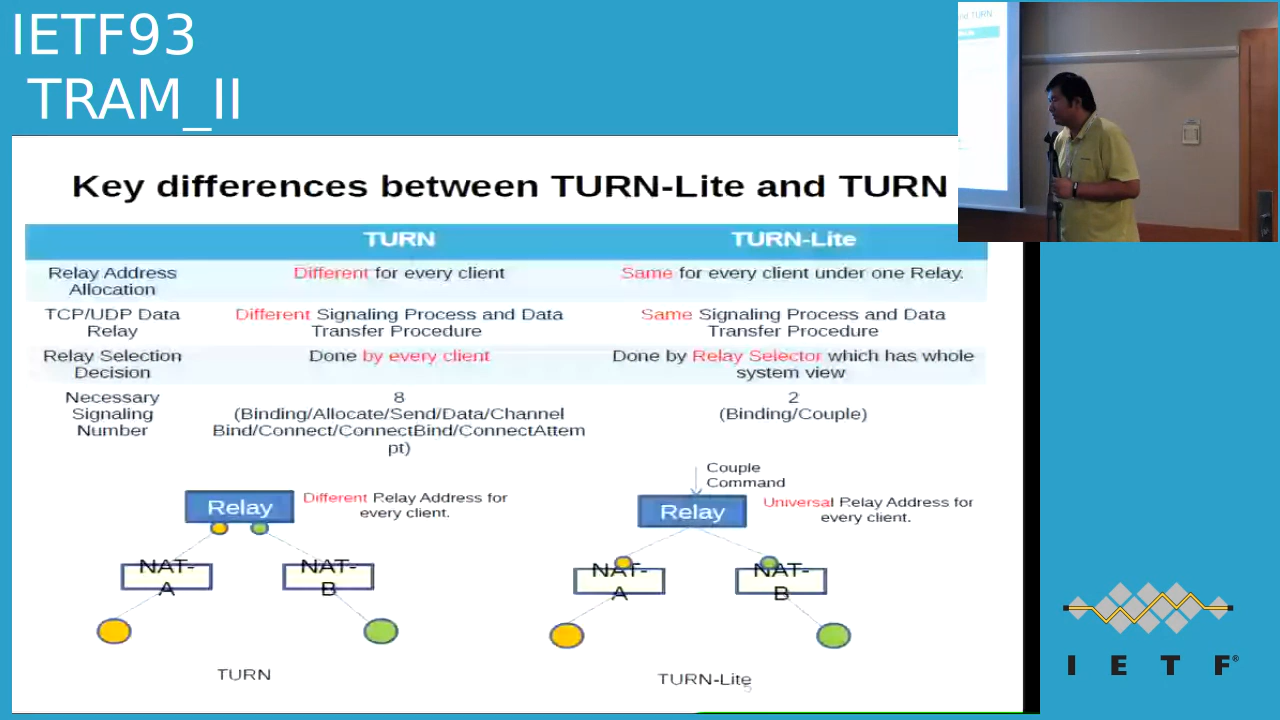 IETF93
TRAM_II
Key differences between TURN-Lite and TURN
TURN
TURN-Lite
Relay Address
Allocation
Different for every client
Same for every client under one Relay.
TCP/UDP Data
Relay
Different Signaling Process and Data
Transfer Procedure
Same Signaling Process and Data
Transfer Procedure
Relay Selection
Decision
Done by every client
Done by Relay Selector which has whole
system view
Necessary
Signaling
Number
8
(Binding/Allocate/Send/Data/Channel
Bind/Connect/ConnectBind/ConnectAttem
pt)
2
(Binding/Couple)
Relay
Different Relay Address for
every client.
NAT-
A
NAT-
B
TURN
Couple
Command
Relay
Universal Relay Address for
every client.
NAT-
A
NAT-
B
TURN-Lite
5
and TURN
I E T F®